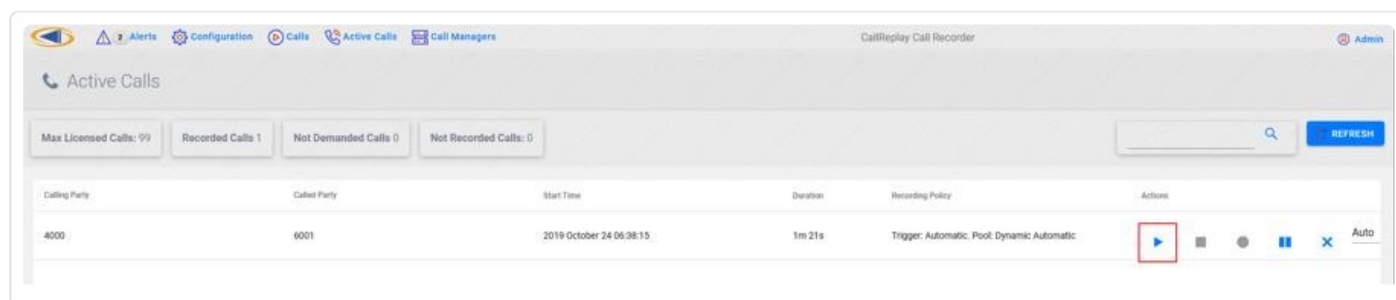 2 Alerts Configuration Calls Active Calls Call Managers CallReplay Call Recorder Admin
Active Calls
Max Licensed Calls: 99 Recorded Calls 1 Not Demanded Calls 0 Not Recorded Calls: 0 REFRESH
Calling Party Called Party Start Time Duration Recording Policy Actions
4000 6001 2019 October 24 06:38:15 1m 21s Trigger: Automatic, Pool: Dynamic Automatic Auto